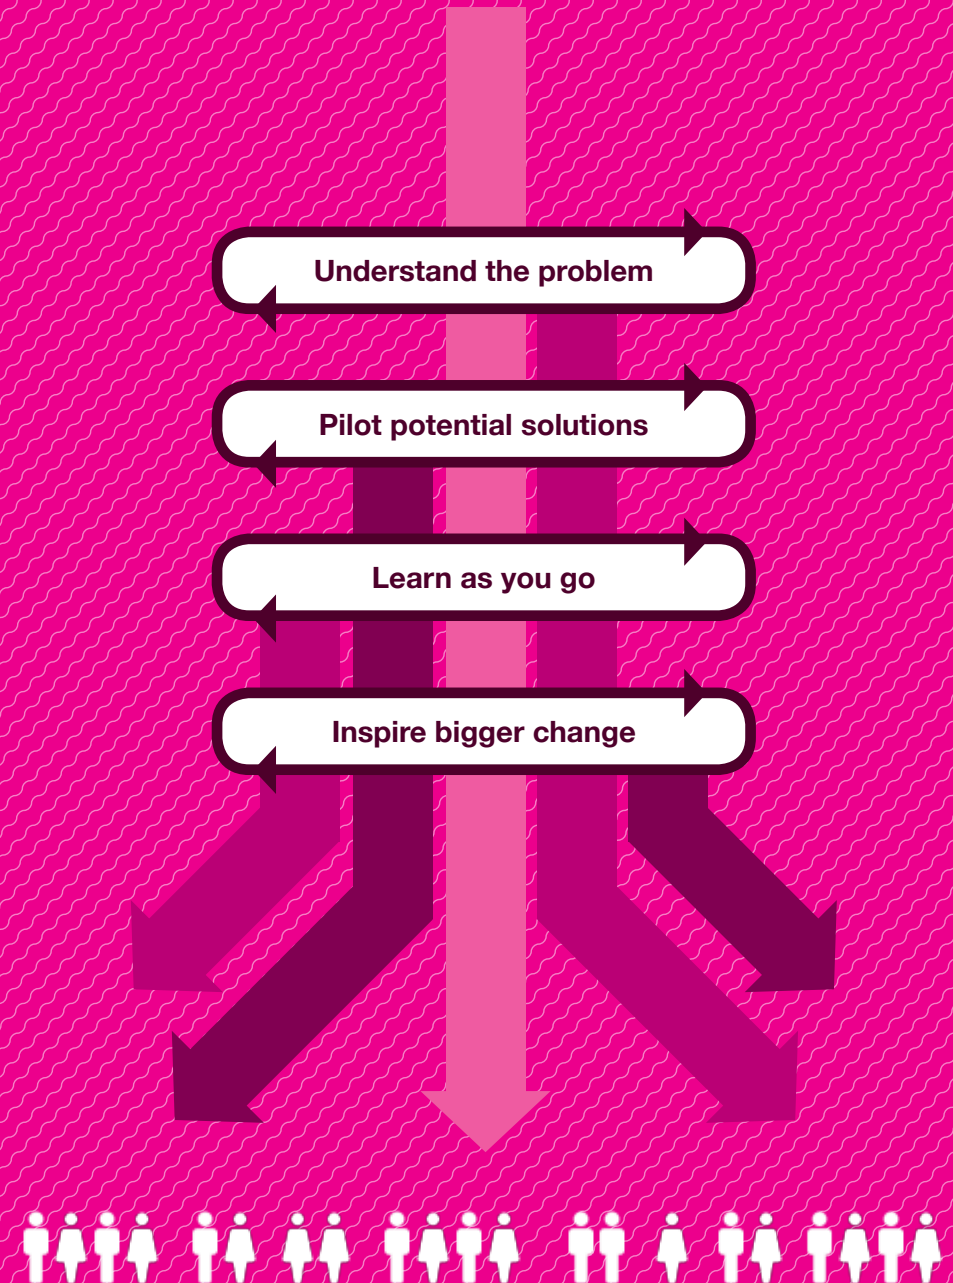 Understand the problem
Pilot potential solutions
Learn as you go
Inspire bigger change